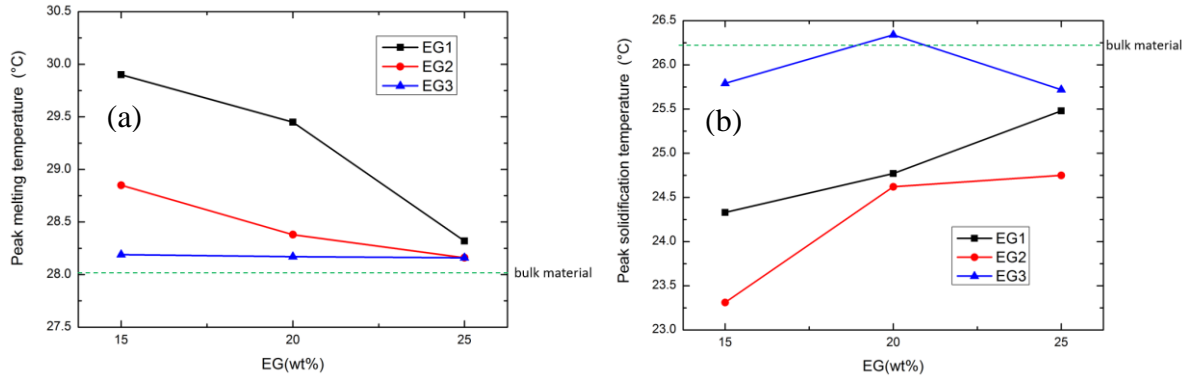 Peak melting temperature (°C)
30.5
30.0
29.5
29.0
28.5
28.0
27.5
(a)
EG1
EG2
EG3
bulk material
15
20
25
EG(wt%)
Peak solidification temperature (°C)
26.5
26.0
25.5
25.0
24.5
24.0
23.5
23.0
(b)
bulk material
EG1
EG2
EG3
15
20
25
EG(wt%)